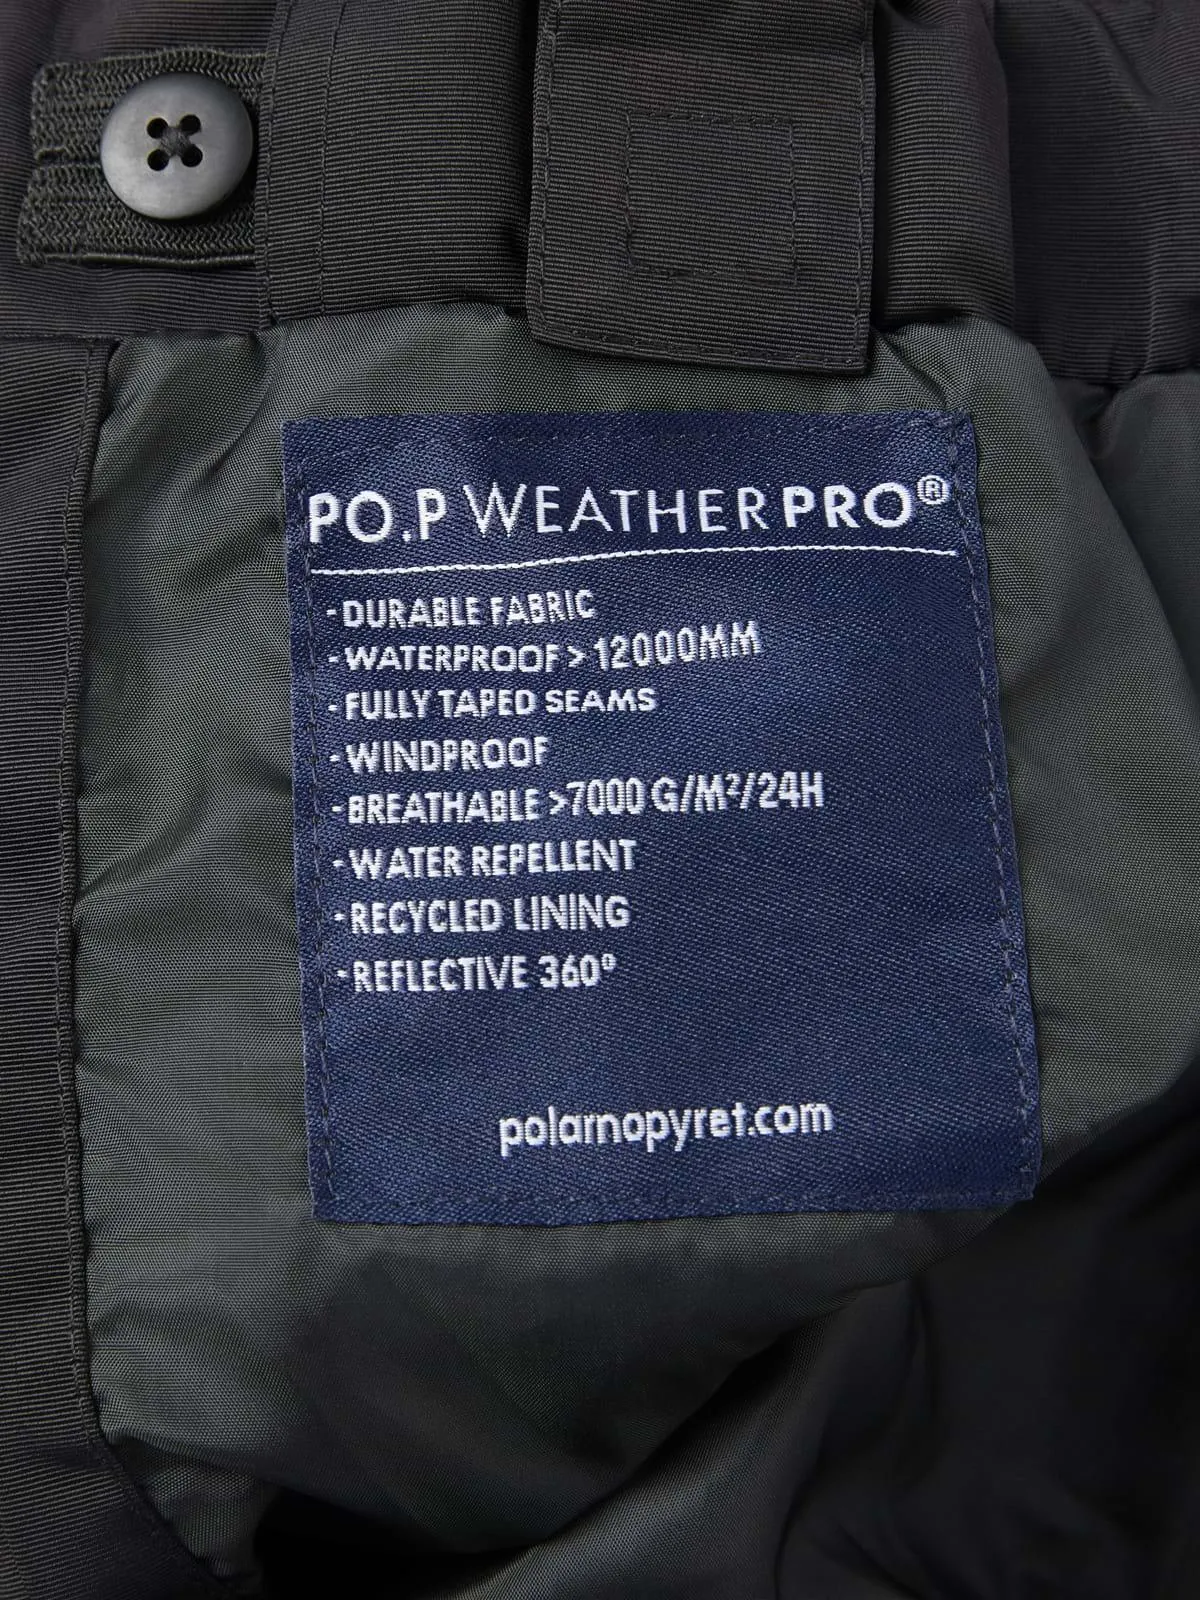 PO.P WEATHERPRO®
-DURABLE FABRIC
-WATERPROOF > 12000MM
-FULLY TAPED SEAMS
-WINDPROOF
-BREATHABLE >7000 G/M²/24H
-WATER REPELLENT
-RECYCLED LINING
-REFLECTIVE 360°
polarnopyret.com